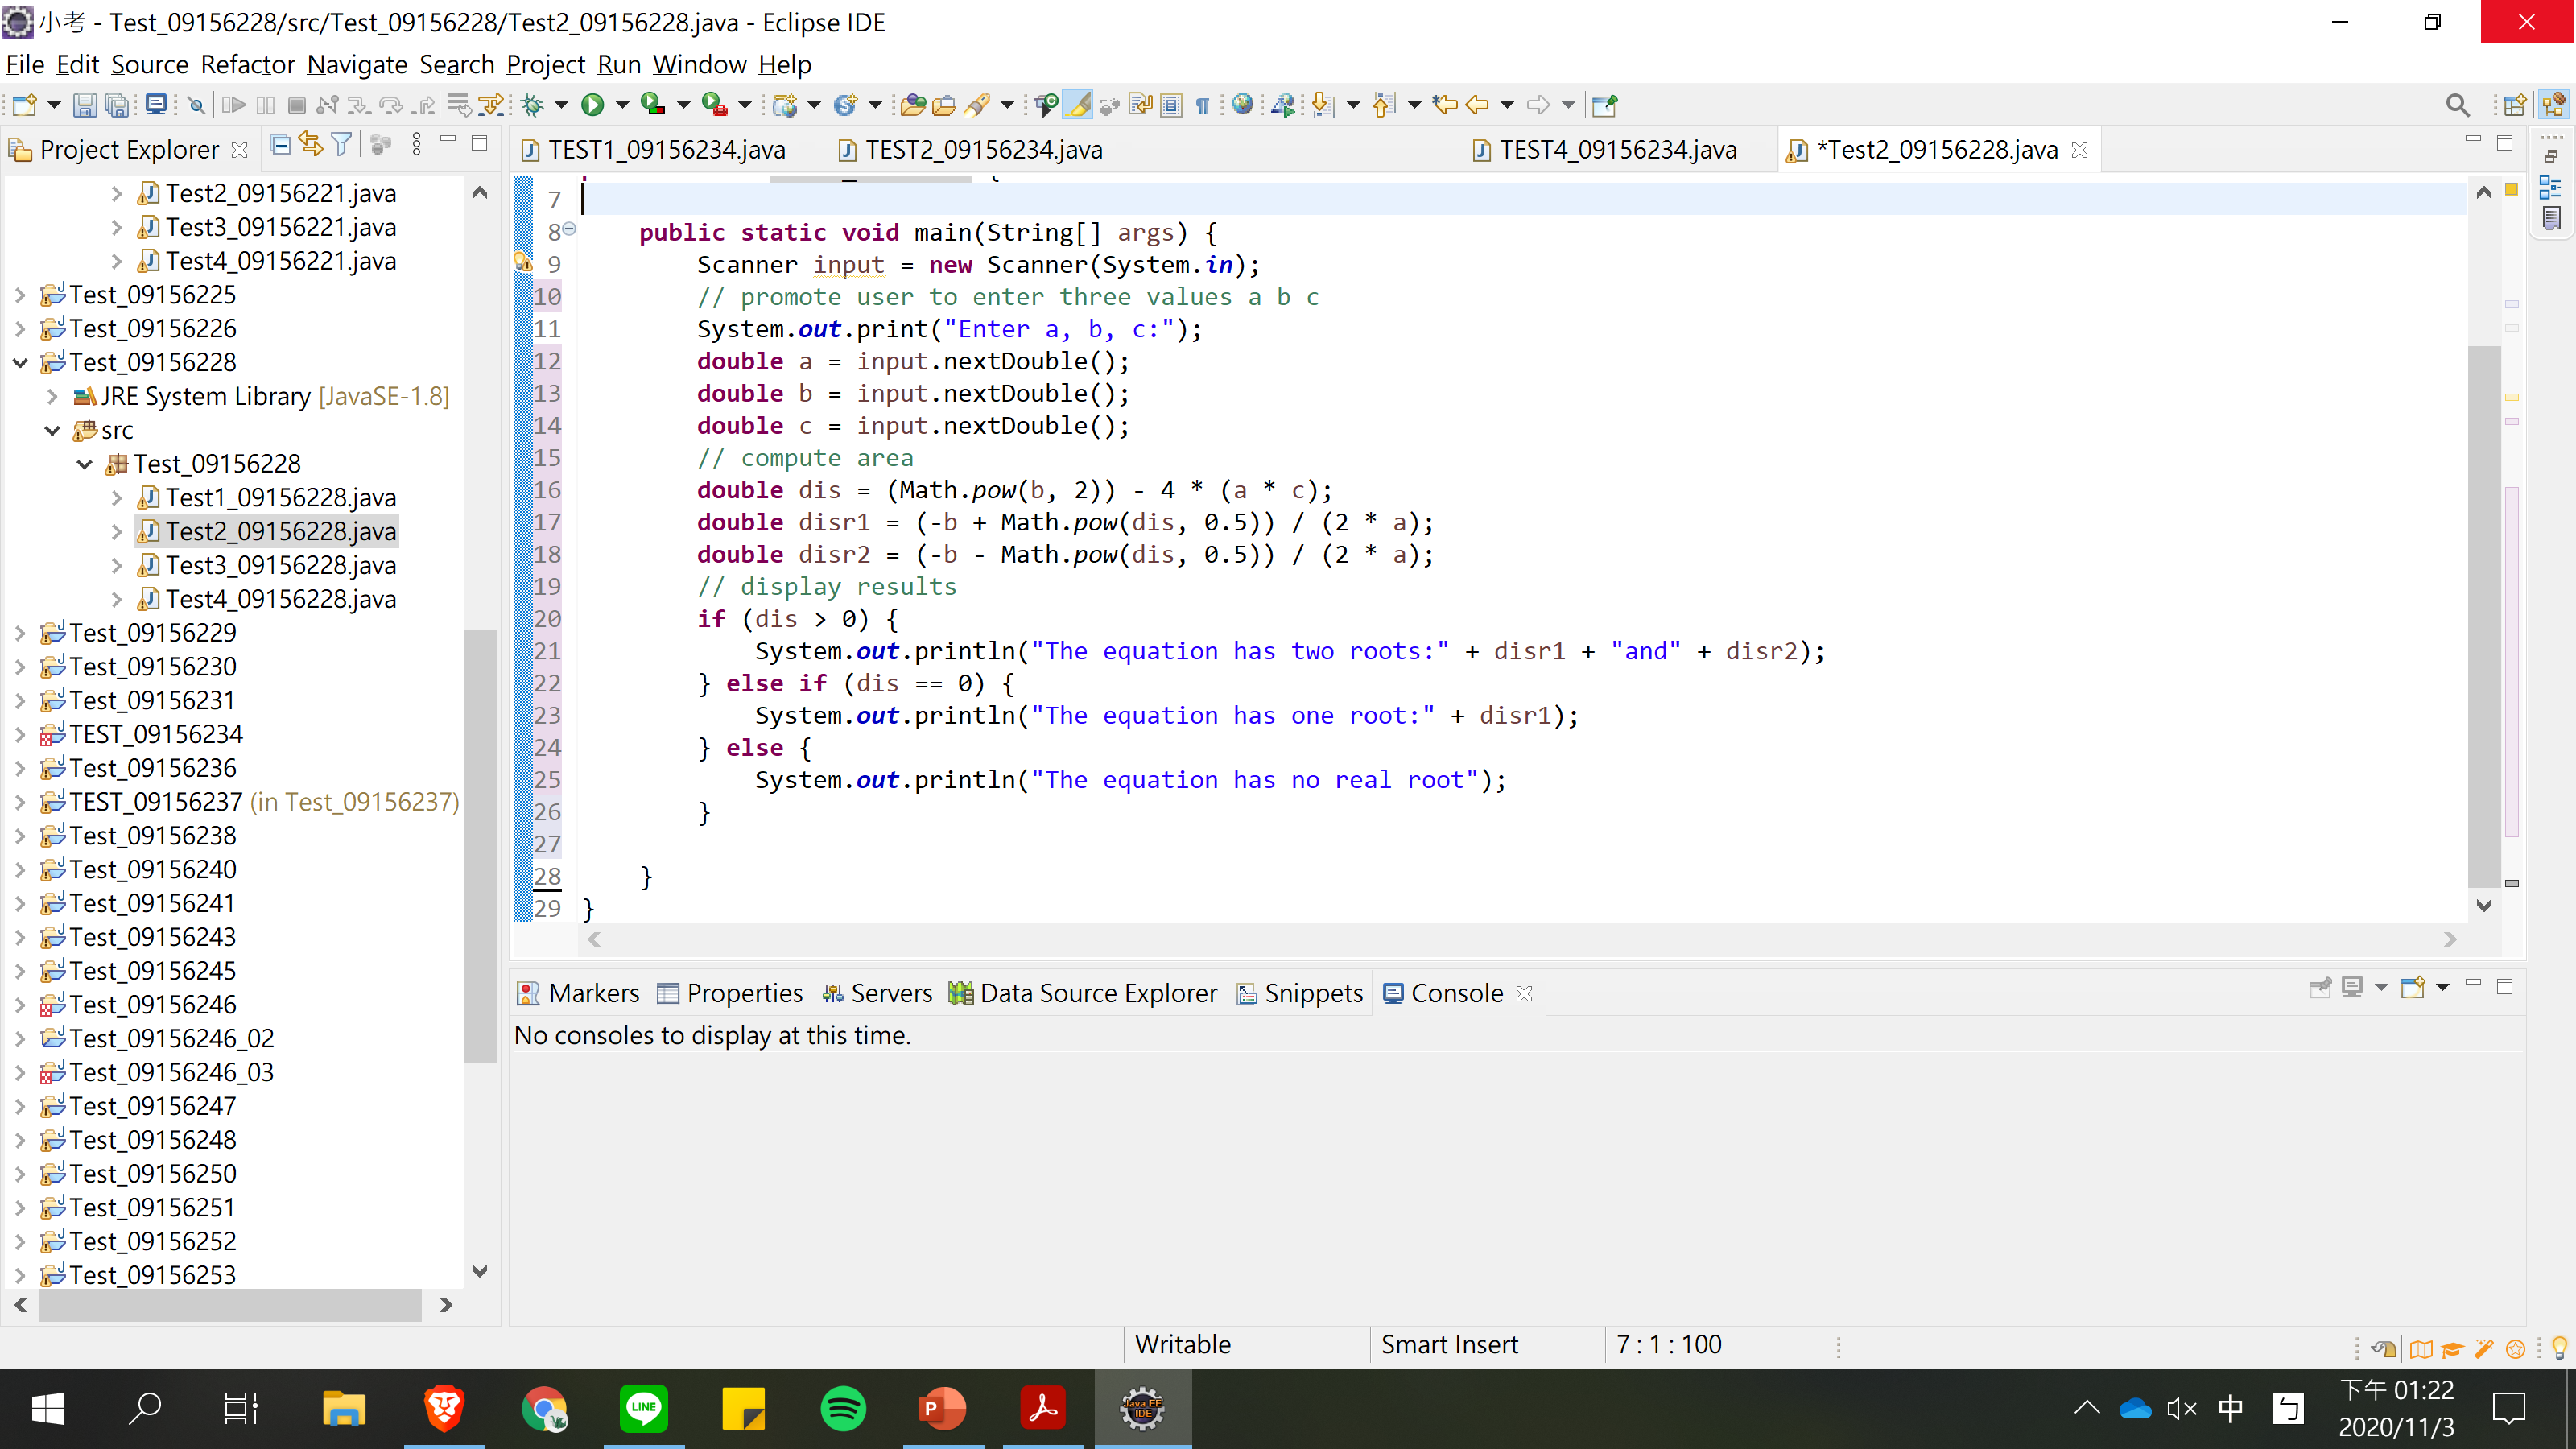 小考 - Test_09156228/src/Test_09156228/Test2_09156228.java - Eclipse IDE
File Edit Source Refactor Navigate Search Project Run Window Help
Project Explorer
TEST1_09156234.java
TEST2_09156234.java
TEST4_09156234.java
*Test2_09156228.java
Test2_09156221.java
Test3_09156221.java
Test4_09156221.java
Test_09156225
Test_09156226
Test_09156228
JRE System Library [JavaSE-1.8]
src
Test_09156228
Test1_09156228.java
Test2_09156228.java
Test3_09156228.java
Test4_09156228.java
Test_09156229
Test_09156230
Test_09156231
TEST_09156234
Test_09156236
TEST_09156237 (in Test_09156237)
Test_09156238
Test_09156240
Test_09156241
Test_09156243
Test_09156245
Test_09156246
Test_09156246_02
Test_09156246_03
Test_09156247
Test_09156248
Test_09156250
Test_09156251
Test_09156252
Test_09156253
7
8 public static void main(String[] args) {
9 Scanner input = new Scanner(System.in);
10 // promote user to enter three values a b c
11 System.out.print("Enter a, b, c:");
12 double a = input.nextDouble();
13 double b = input.nextDouble();
14 double c = input.nextDouble();
15 // compute area
16 double dis = (Math.pow(b, 2)) - 4 * (a * c);
17 double disr1 = (-b + Math.pow(dis, 0.5)) / (2 * a);
18 double disr2 = (-b - Math.pow(dis, 0.5)) / (2 * a);
19 // display results
20 if (dis > 0) {
21 System.out.println("The equation has two roots:" + disr1 + "and" + disr2);
22 } else if (dis == 0) {
23 System.out.println("The equation has one root:" + disr1);
24 } else {
25 System.out.println("The equation has no real root");
26 }
27
28 }
29 }
Markers Properties Servers Data Source Explorer Snippets Console
No consoles to display at this time.
Writable
Smart Insert
7 : 1 : 100
LINE
P
Java EE
IDE
中
ㄅ
下午 01:22
2020/11/3